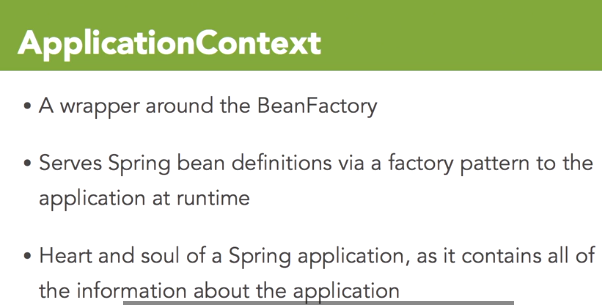 ApplicationContext
• A wrapper around the BeanFactory
• Serves Spring bean definitions via a factory pattern to the
application at runtime
• Heart and soul of a Spring application, as it contains all of
the information about the application